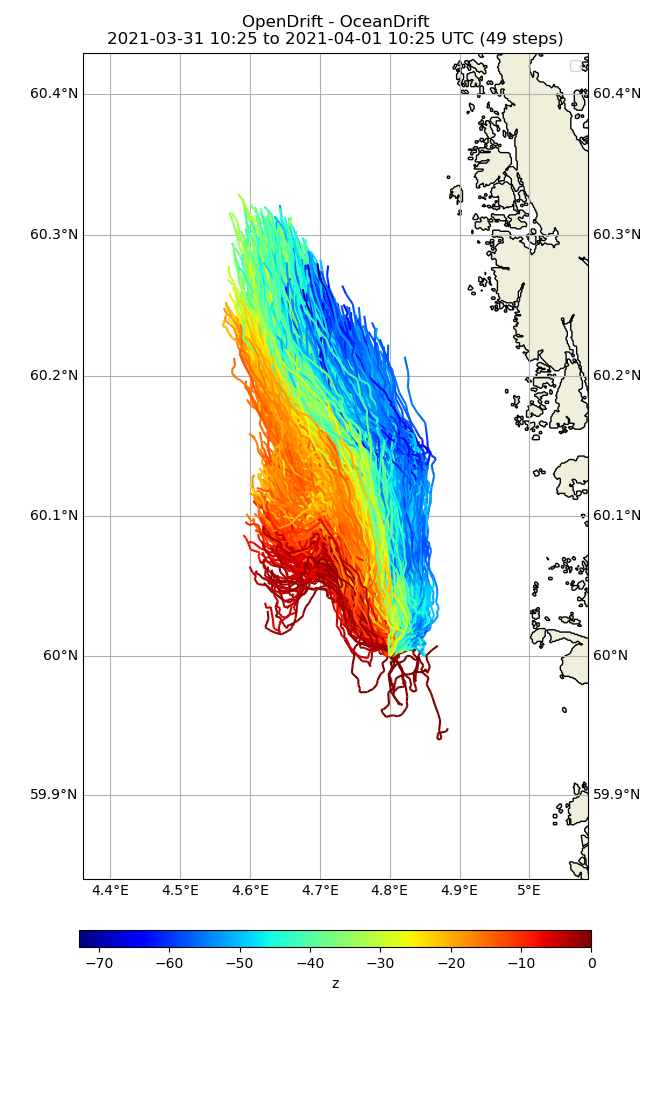 OpenDrift - OceanDrift
2021-03-31 10:25 to 2021-04-01 10:25 UTC (49 steps)
60.4°N 60.4°N
60.3°N 60.3°N
60.2°N 60.2°N
60.1°N 60.1°N
60°N 60°N
59.9°N 59.9°N
4.4°E 4.5°E 4.6°E 4.7°E 4.8°E 4.9°E 5°E
−70 −60 −50 −40 −30 −20 −10 0
z